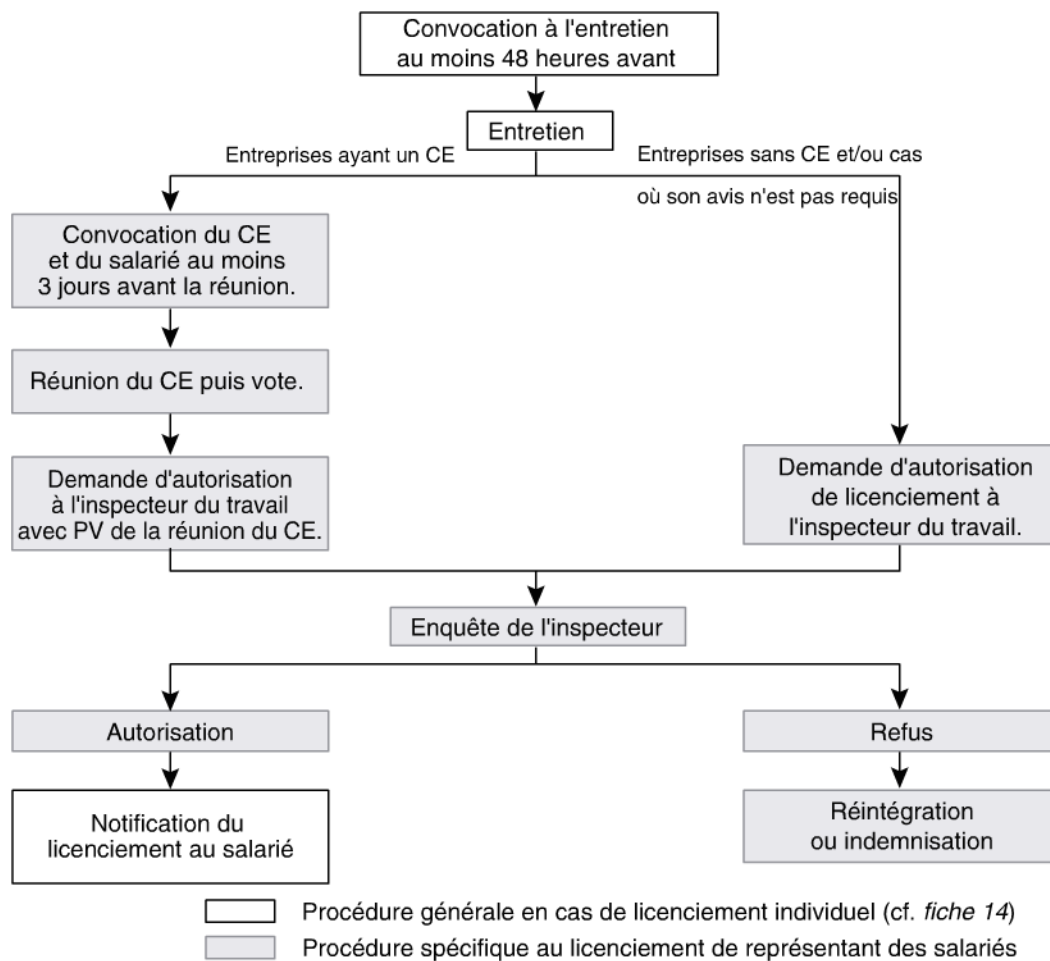 Convocation à l'entretien
au moins 48 heures avant
Entretien
Entreprises ayant un CE
Entreprises sans CE et/ou cas
où son avis n'est pas requis
Convocation du CE
et du salarié au moins
3 jours avant la réunion.
Réunion du CE puis vote.
Demande d'autorisation
à l'inspecteur du travail
avec PV de la réunion du CE.
Demande d'autorisation
de licenciement à
l'inspecteur du travail.
Enquête de l'inspecteur
Autorisation
Refus
Notification du
licenciement au salarié
Réintégration
ou indemnisation
Procédure générale en cas de licenciement individuel (cf. fiche 14)
Procédure spécifique au licenciement de représentant des salariés